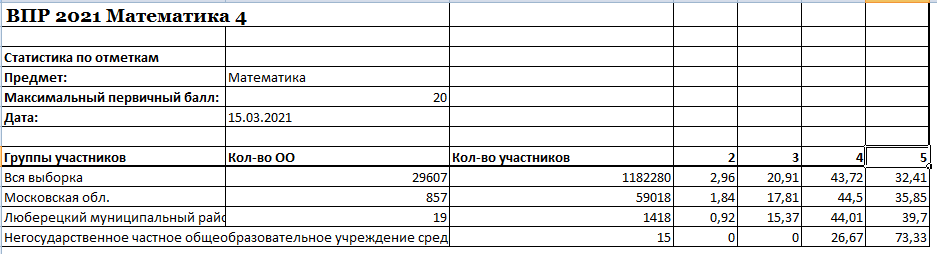 ВПР 2021 Математика 4
Статистика по отметкам
Предмет: Математика
Максимальный первичный балл: 20
Дата: 15.03.2021
Группы участников Кол-во ОО Кол-во участников 2 3 4 5
Вся выборка 29607 1182280 2,96 20,91 43,72 32,41
Московская обл. 857 59018 1,84 17,81 44,5 35,85
Люберецкий муниципальный райо 19 1418 0,92 15,37 44,01 39,7
Негосударственное частное общеобразовательное учреждение сред 15 0 0 26,67 73,33